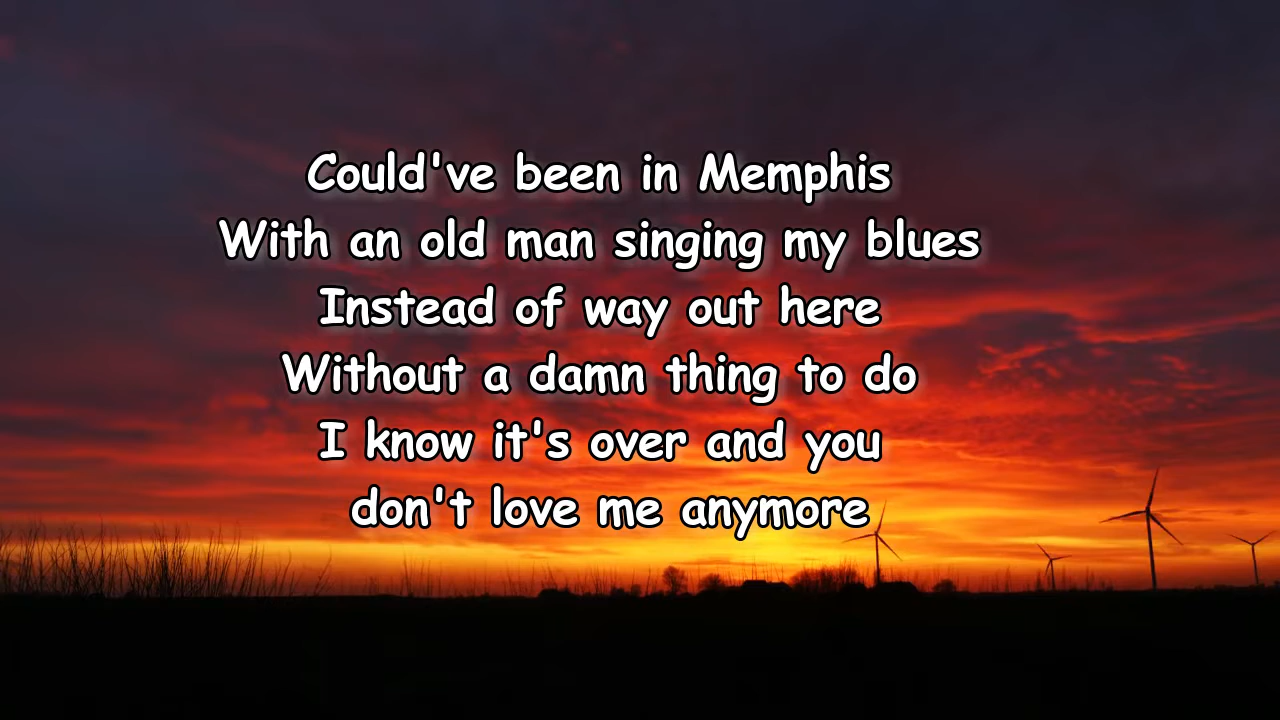 Could've been in Memphis
With an old man singing my blues
Instead of way out here
Without a damn thing to do
I know it's over and you
don't love me anymore